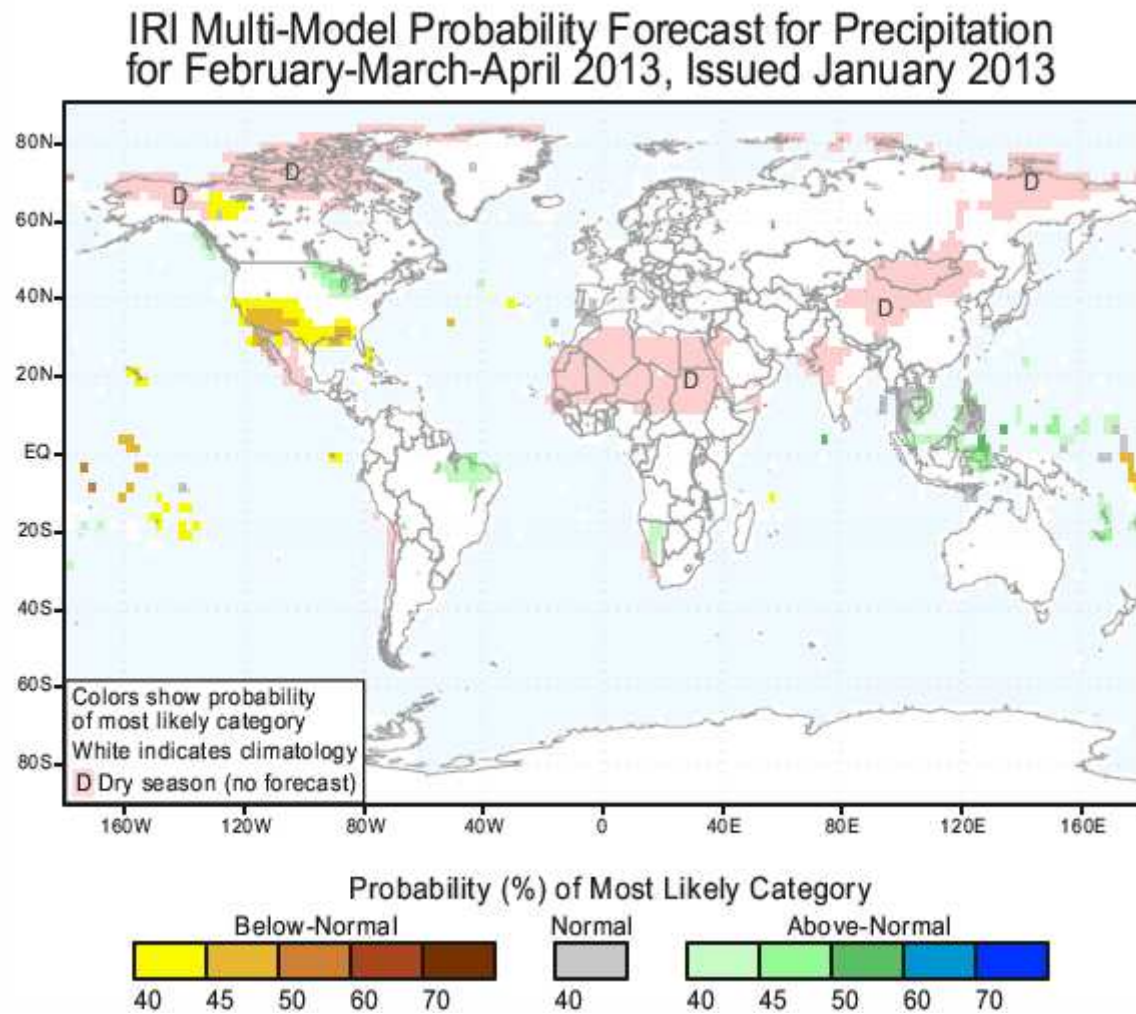 IRI Multi-Model Probability Forecast for Precipitation
for February-March-April 2013, Issued January 2013
80N
60N
40N
20N
EQ
20S
40S
60S
80S
D
D
D
D
D
Colors show probability
of most likely category
White indicates climatology
D Dry season (no forecast)
160W 120W 80W 40W 0 40E 80E 120E 160E
Probability (%) of Most Likely Category
Below-Normal Normal Above-Normal
40 45 50 60 70 40 40 45 50 60 70